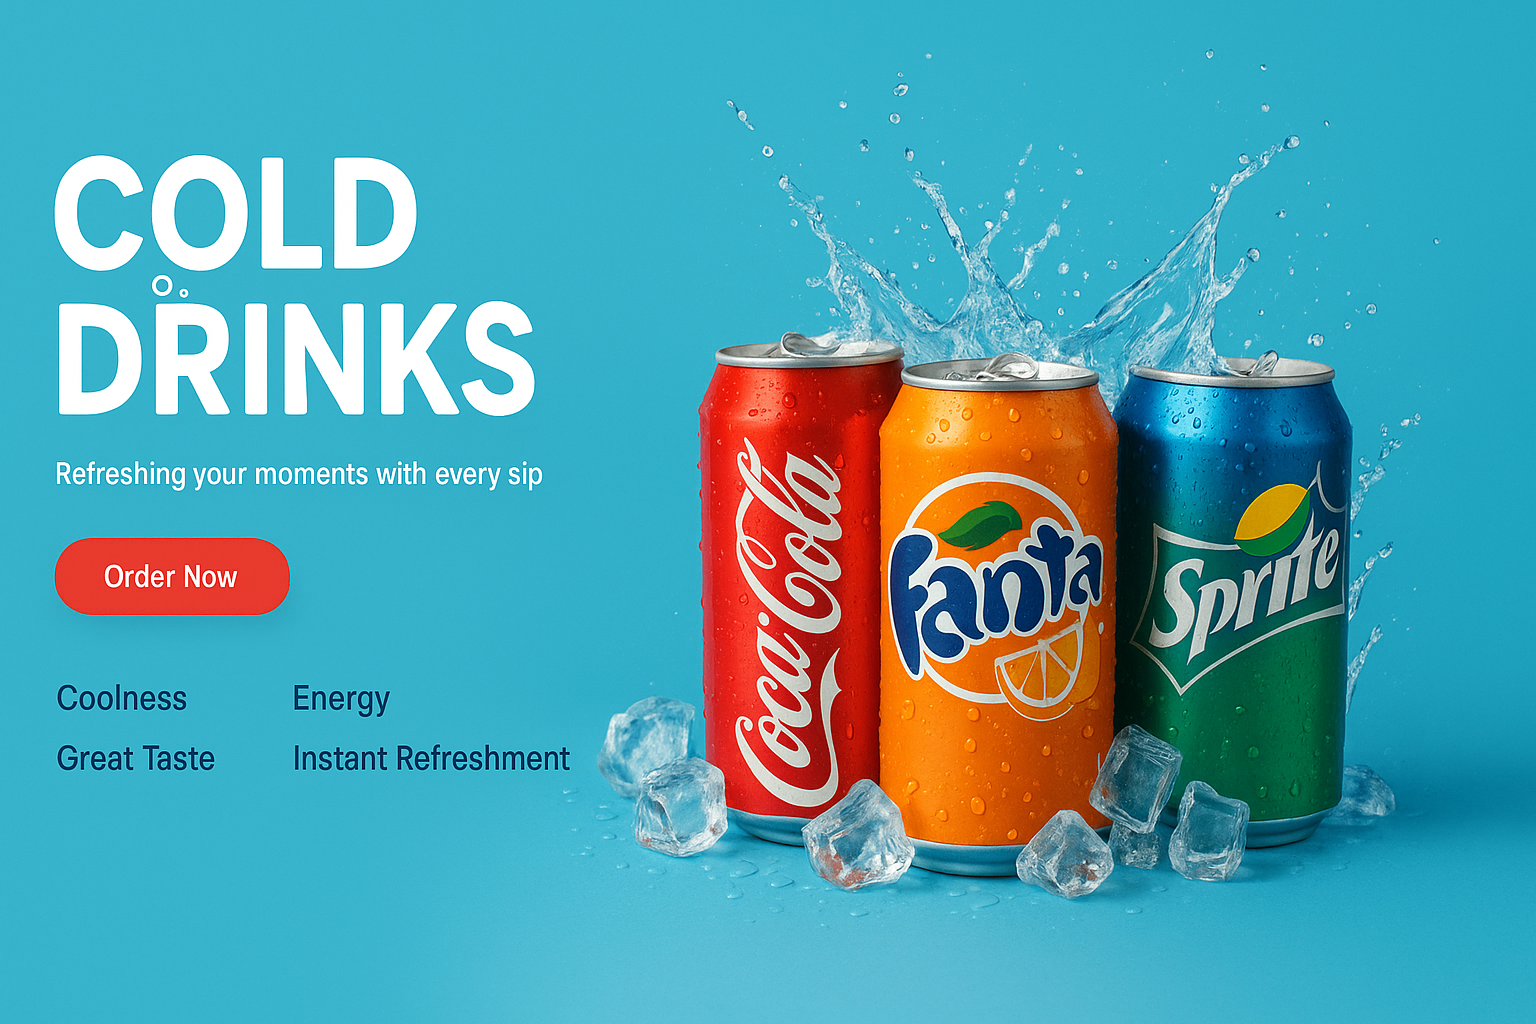 COLD
DRINKS
Refreshing your moments with every sip
Order Now
Coolness
Energy
Great Taste
Instant Refreshment
Coca-Cola
Fanta
Sprite